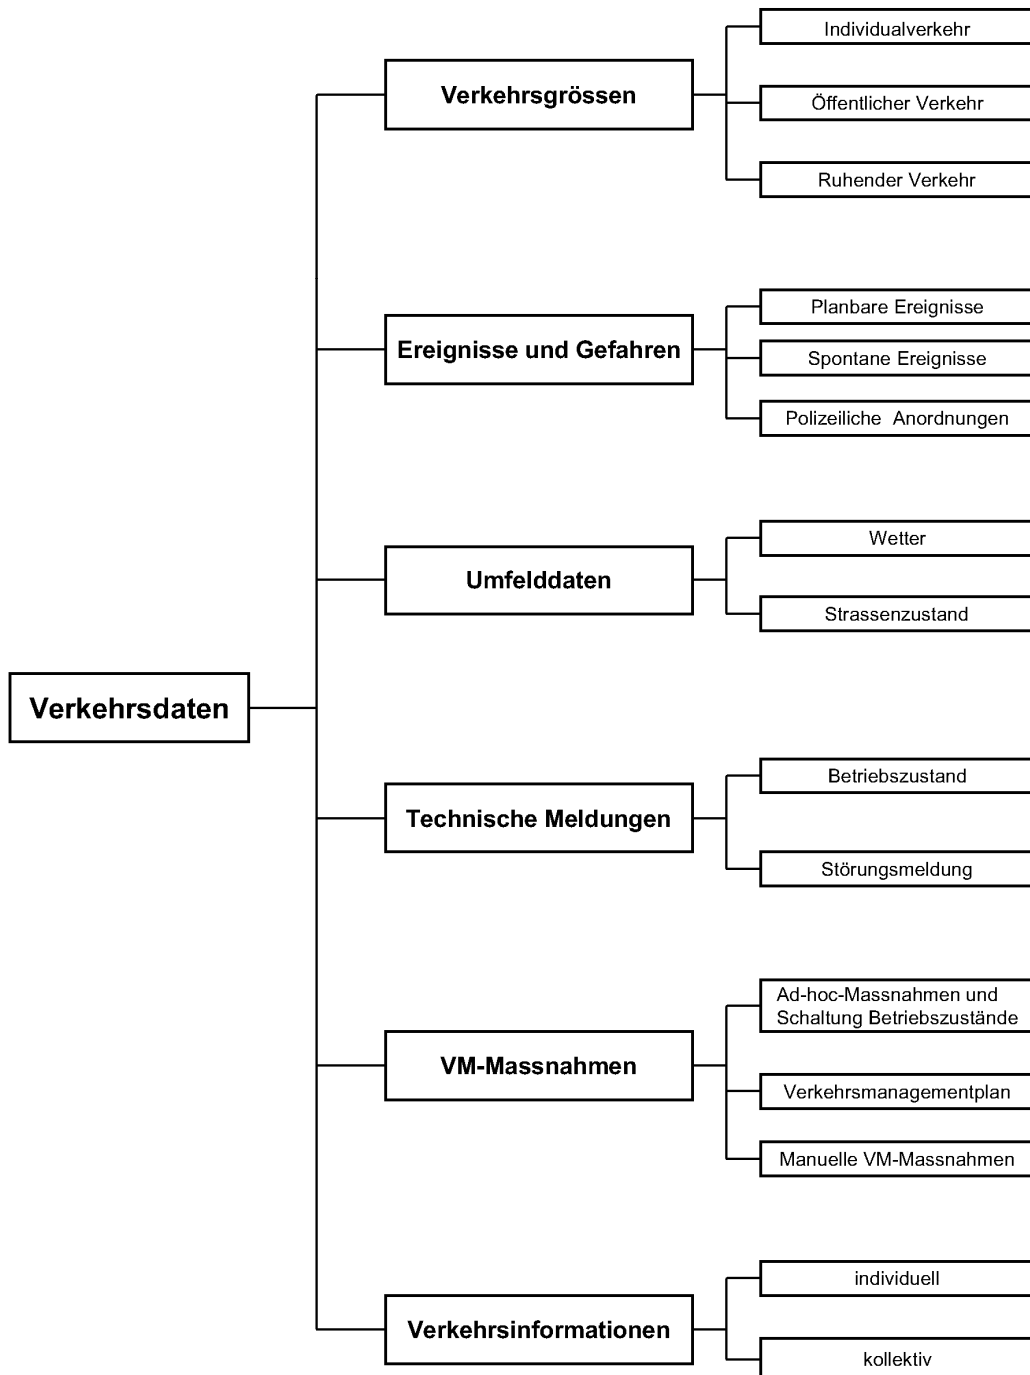 Verkehrsdaten
Verkehrsgrössen
Individualverkehr
Öffentlicher Verkehr
Ruhender Verkehr
Ereignisse und Gefahren
Planbare Ereignisse
Spontane Ereignisse
Polizeiliche Anordnungen
Umfelddaten
Wetter
Strassenzustand
Technische Meldungen
Betriebszustand
Störungsmeldung
VM-Massnahmen
Ad-hoc-Massnahmen und
Schaltung Betriebszustände
Verkehrsmanagementplan
Manuelle VM-Massnahmen
Verkehrsinformationen
individuell
kollektiv